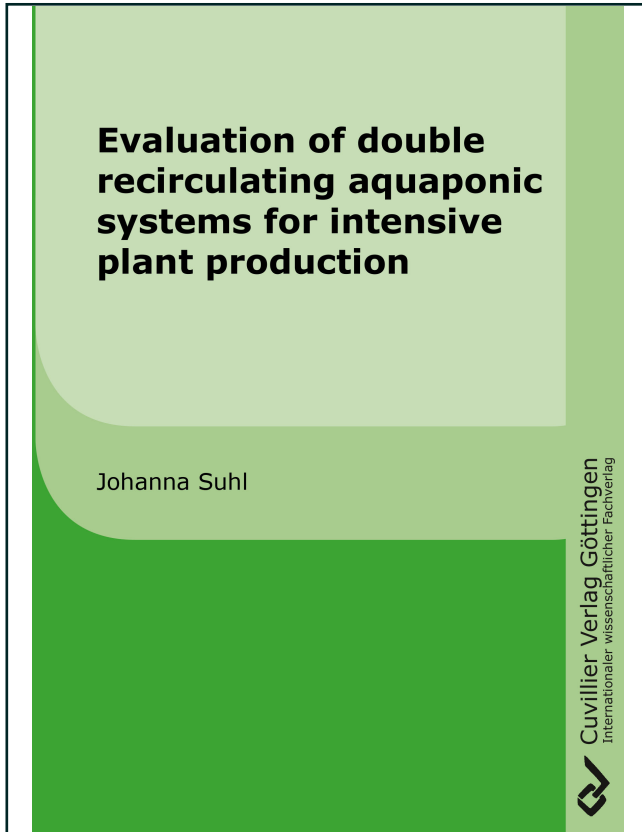 Evaluation of double
recirculating aquaponic
systems for intensive
plant production
Johanna Suhl
Cuvillier Verlag Göttingen
Internationaler wissenschaftlicher Fachverlag